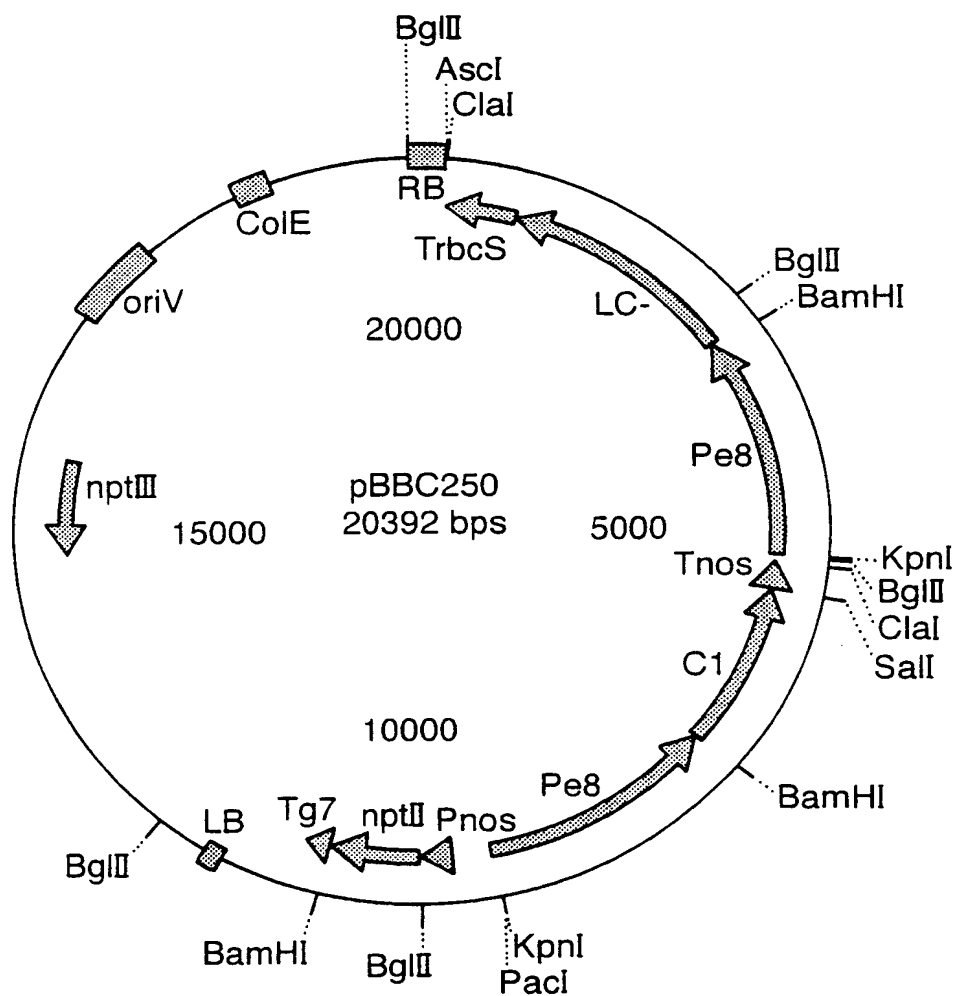 BglⅡ
AscI
ClaI
RB
ColE
TrbcS
BglⅡ
oriV
LC-
BamHI
20000
Pe8
nptⅢ
pBBC250
15000
20392 bps
5000
Tnos
KpnI
BglⅡ
ClaI
C1
SalI
10000
Pe8
BamHI
Tg7
nptⅡ
Pnos
LB
BglⅡ
BamHI
BglⅡ
KpnI
PacI